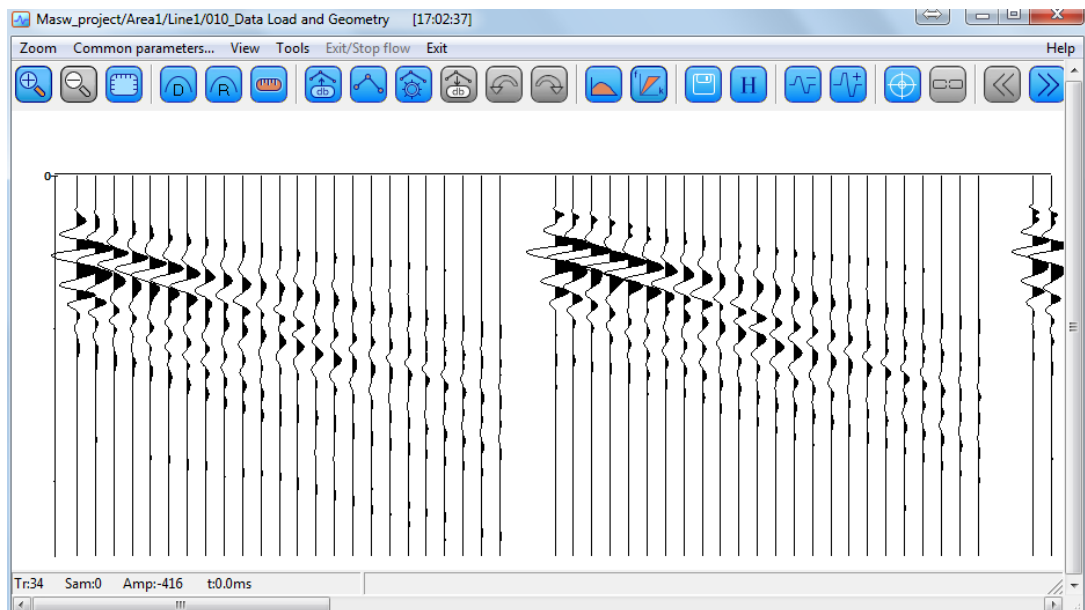 Masw_project/Area1/Line1/010_Data Load and Geometry [17:02:37]
Zoom Common parameters... View Tools Exit/Stop flow Exit Help
D R db db f k H
0
Tr:34 Sam:0 Amp:-416 t:0.0ms